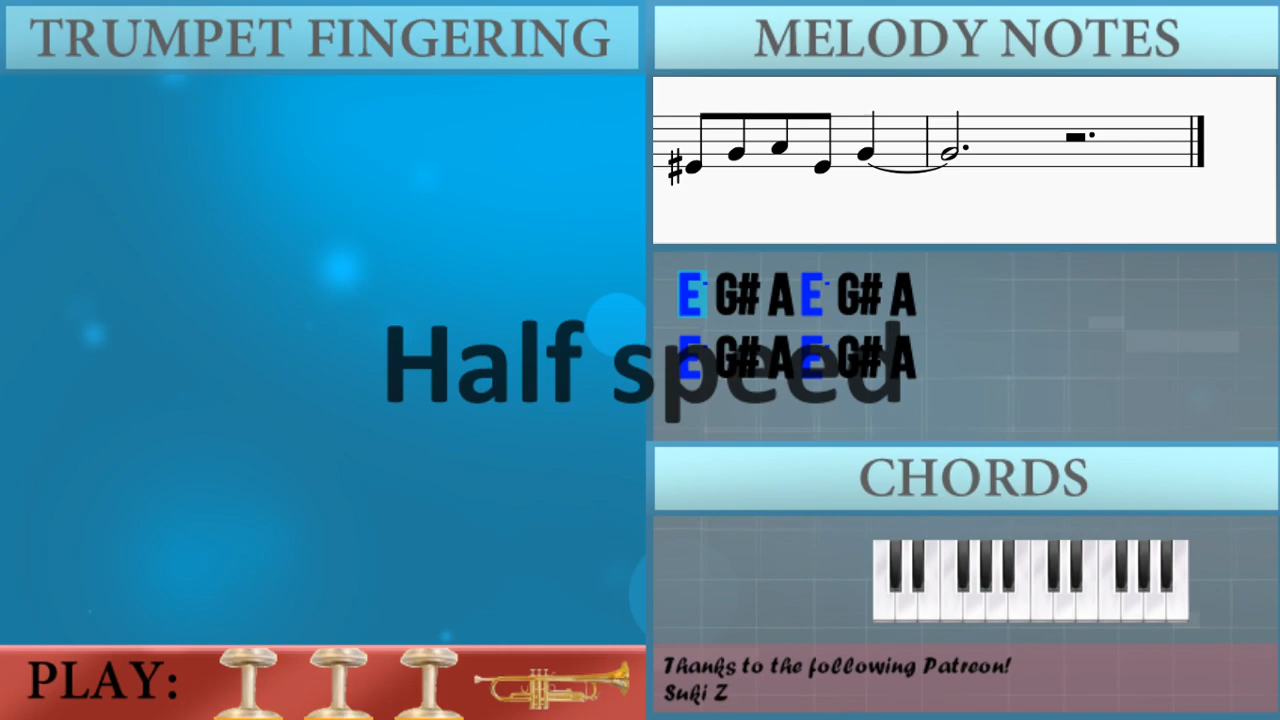 TRUMPET FINGERING
MELODY NOTES
E- G# A E- G# A
E- G# A E- G# A
Half speed
CHORDS
PLAY:
Thanks to the following Patreon!
Suki Z